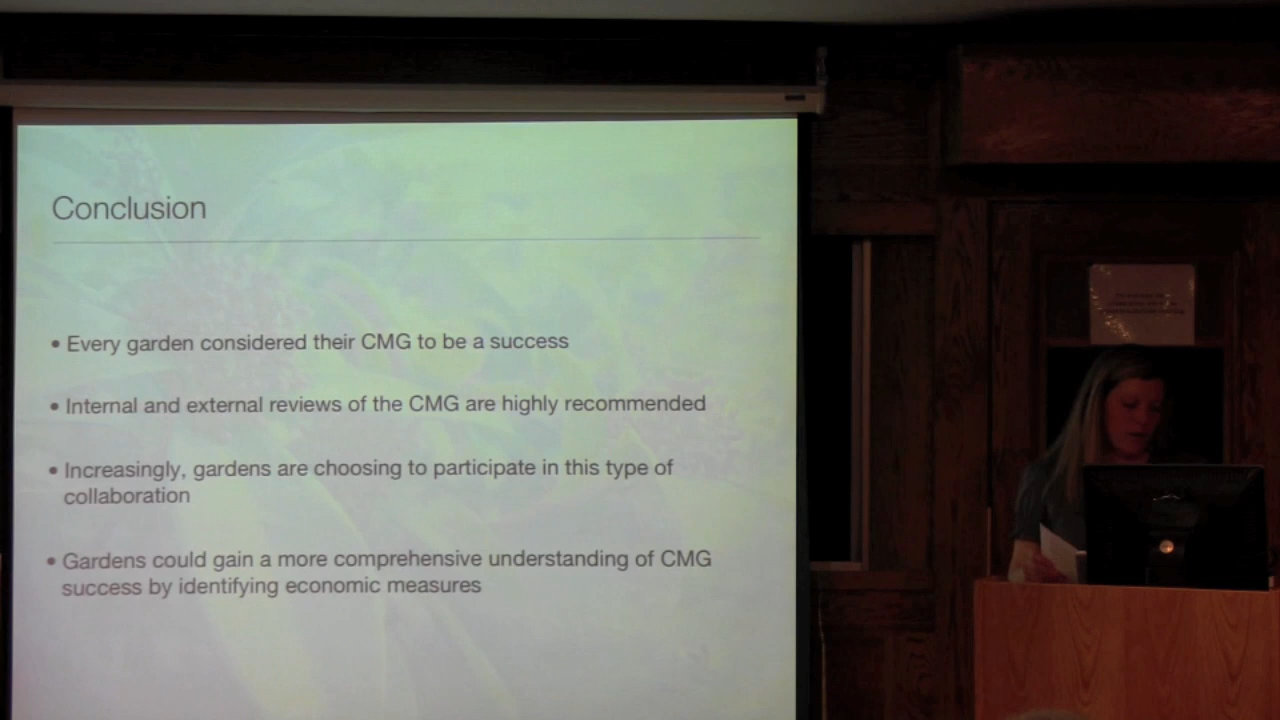 Conclusion
• Every garden considered their CMG to be a success
• Internal and external reviews of the CMG are highly recommended
• Increasingly, gardens are choosing to participate in this type of
collaboration
• Gardens could gain a more comprehensive understanding of CMG
success by identifying economic measures